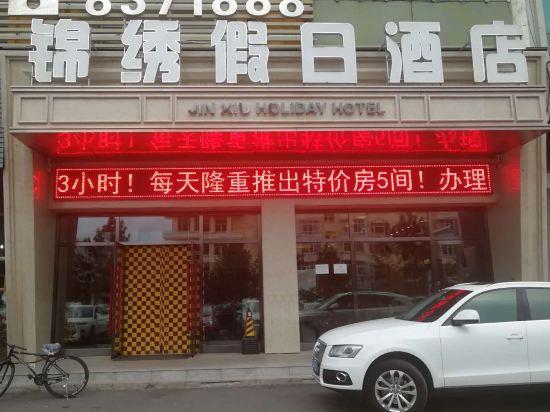 8371888
锦绣假日酒店
JIN XIU HOLIDAY HOTEL
3小时！每天隆重推出特价房5间！办理